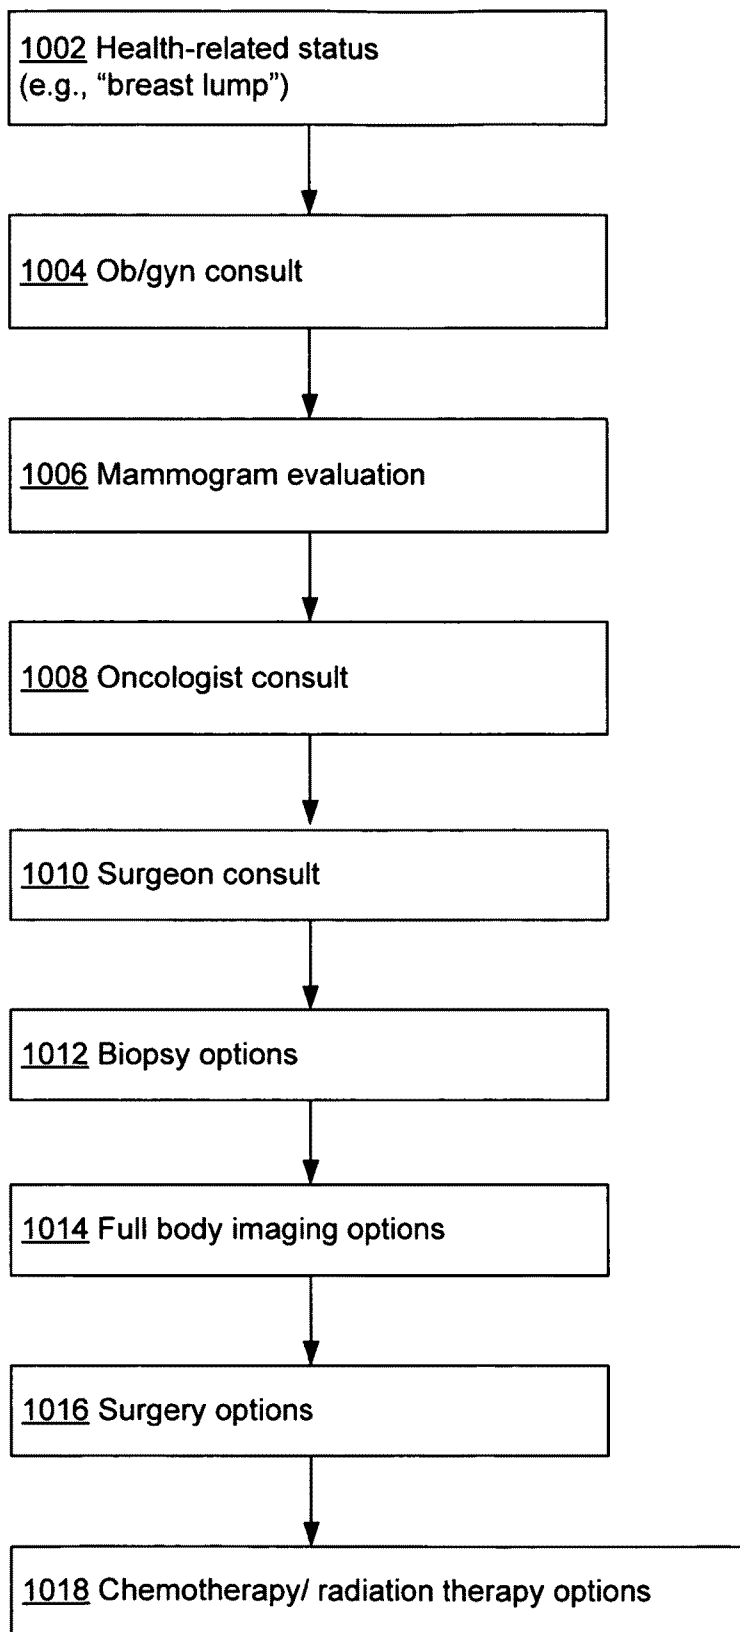 1002 Health-related status
(e.g., “breast lump”)
1004 Ob/gyn consult
1006 Mammogram evaluation
1008 Oncologist consult
1010 Surgeon consult
1012 Biopsy options
1014 Full body imaging options
1016 Surgery options
1018 Chemotherapy/ radiation therapy options